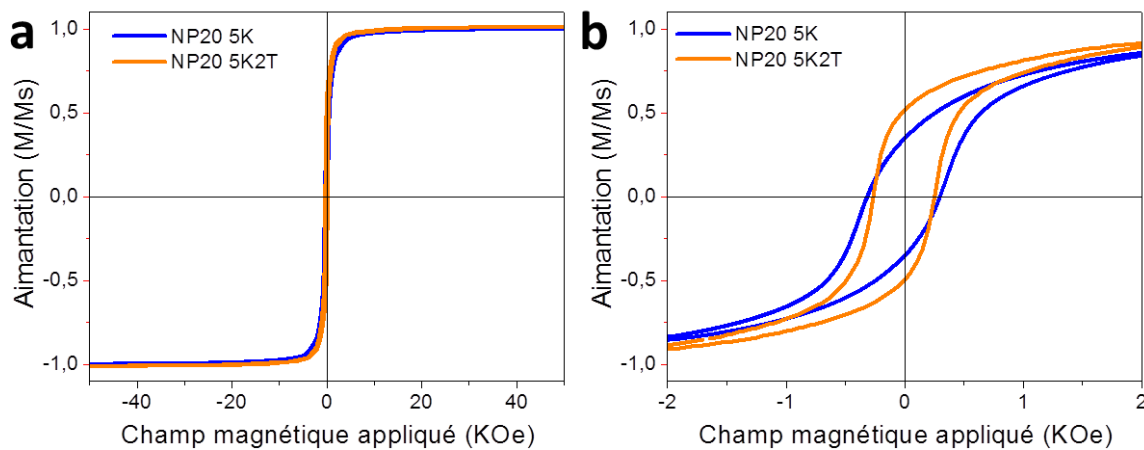 a
NP20 5K
NP20 5K2T
Aimantation (M/Ms)
1,0
0,5
0,0
-0,5
-1,0
-40 -20 0 20 40
Champ magnétique appliqué (KOe)
b
NP20 5K
NP20 5K2T
Aimantation (M/Ms)
1,0
0,5
0,0
-0,5
-1,0
-2 -1 0 1 2
Champ magnétique appliqué (KOe)